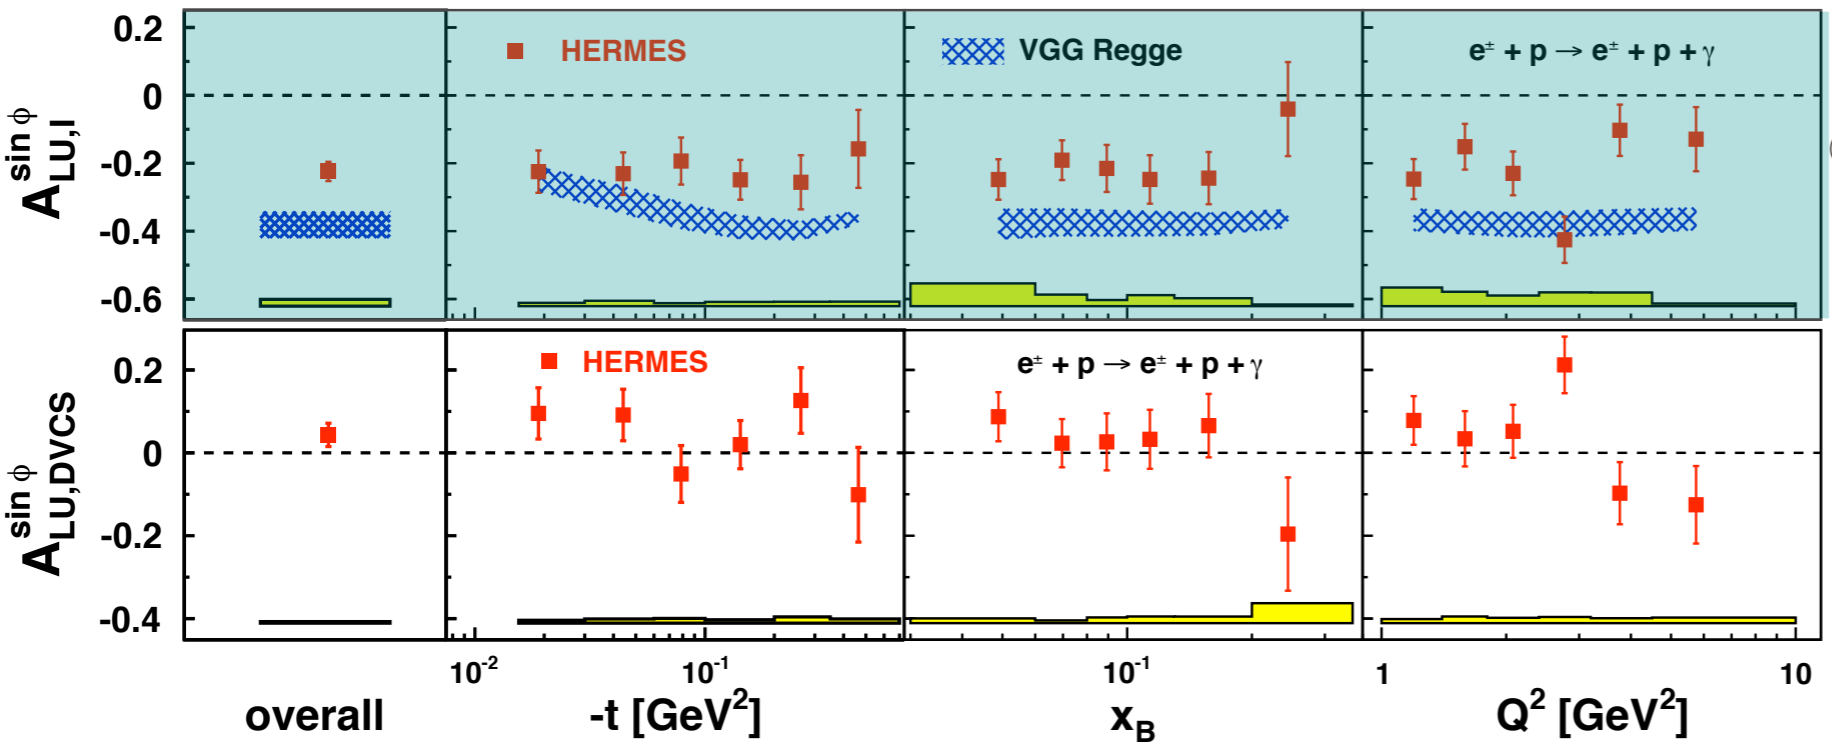 0.2
0
-0.2
-0.4
-0.6
A_LU,I^sin ϕ
HERMES
VGG Regge
e± + p → e± + p + γ
0.2
0
-0.2
-0.4
A_LU,DVCS^sin ϕ
HERMES
e± + p → e± + p + γ
10^-2 10^-1 10^-1 1 10
overall -t [GeV^2] x_B Q^2 [GeV^2]